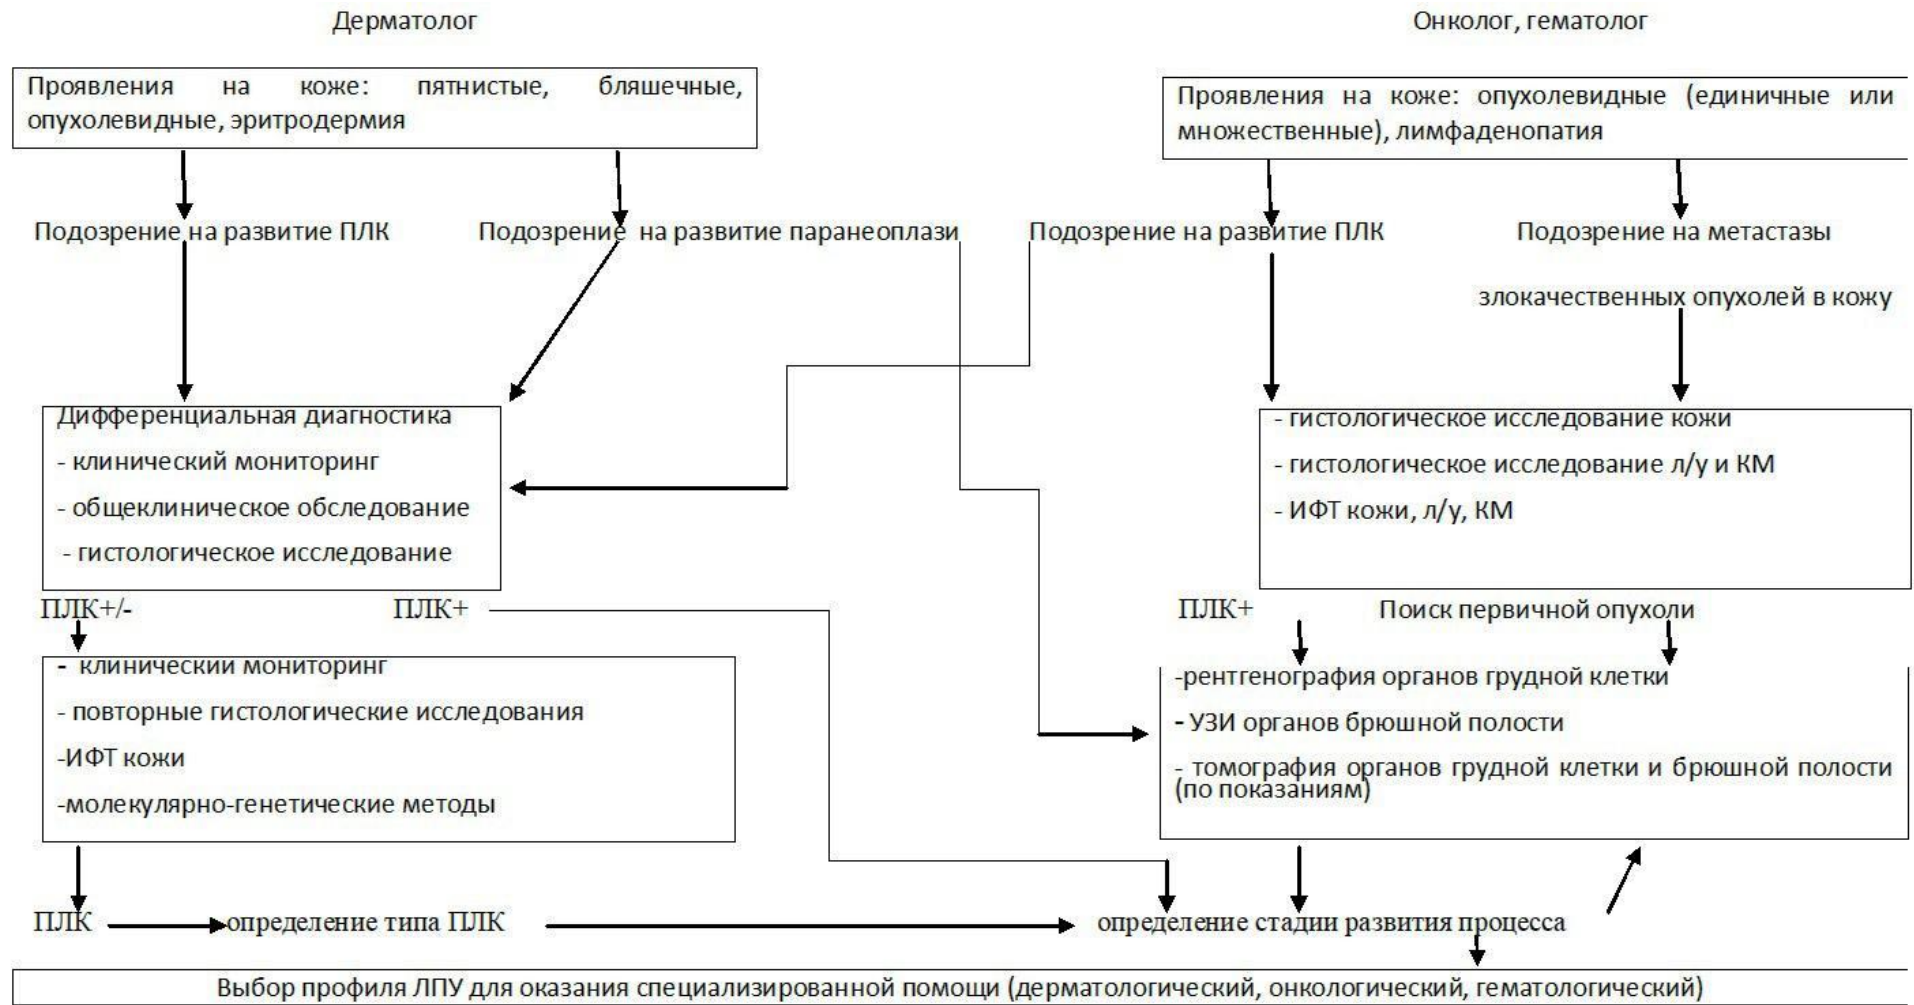 Дерматолог
Онколог, гематолог
Проявления на коже: пятнистые, бляшечные,
опухолевидные, эритродермия
Проявления на коже: опухолевидные (единичные или
множественные), лимфаденопатия
Подозрение на развитие ПЛК
Подозрение на развитие паранеоплази
Подозрение на развитие ПЛК
Подозрение на метастазы
злокачественных опухолей в кожу
Дифференциальная диагностика
- клинический мониторинг
- общеклиническое обследование
- гистологическое исследование
- гистологическое исследование кожи
- гистологическое исследование л/у и КМ
- ИФТ кожи, л/у, КМ
ПЛК+/-
ПЛК+
ПЛК+
Поиск первичной опухоли
- клинический мониторинг
- повторные гистологические исследования
-ИФТ кожи
-молекулярно-генетические методы
-рентгенография органов грудной клетки
- УЗИ органов брюшной полости
- томография органов грудной клетки и брюшной полости
(по показаниям)
ПЛК
определение типа ПЛК
определение стадии развития процесса
Выбор профиля ЛПУ для оказания специализированной помощи (дерматологический, онкологический, гематологический)